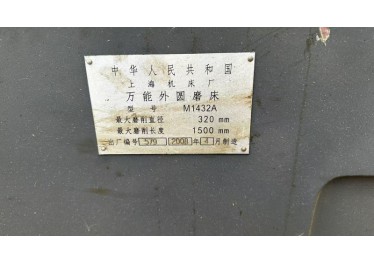 中华人民共和国
上海机床厂
万能外圆磨床
型号 M1432A
最大磨削直径 320 mm
最大磨削长度 1500 mm
出厂编号 579 2008 年 4 月制造